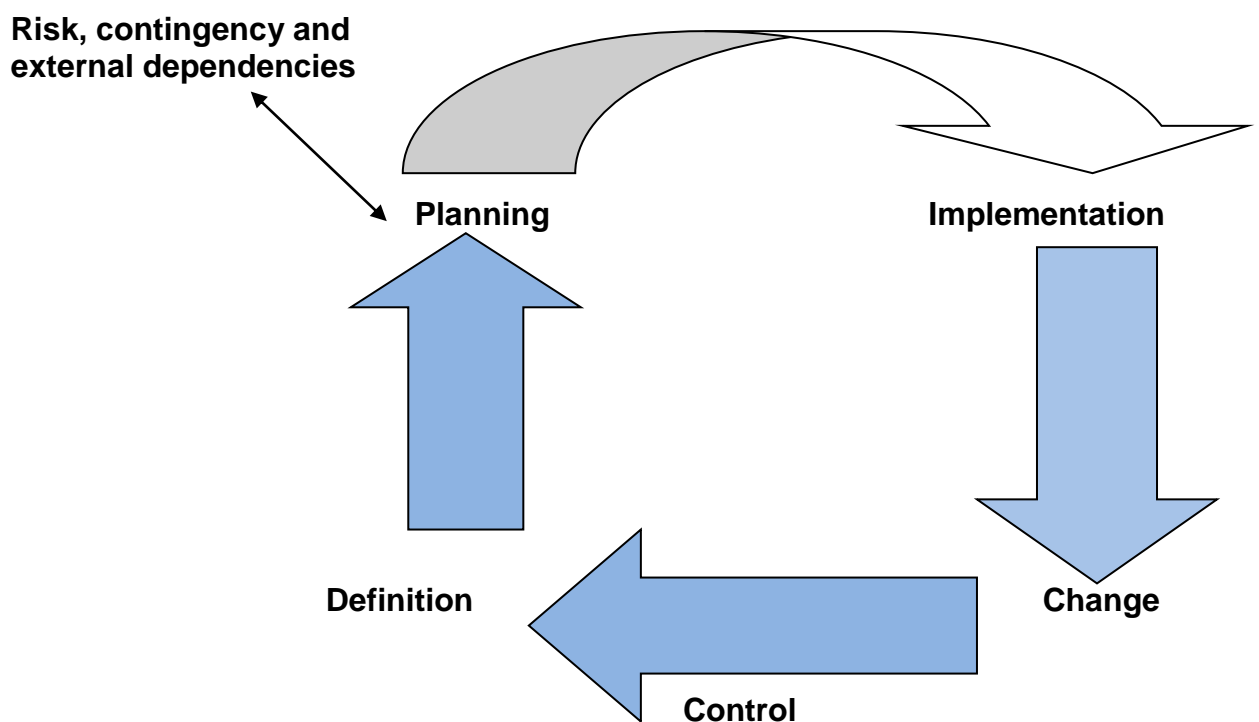 Risk, contingency and
external dependencies
Planning
Implementation
Definition
Change
Control